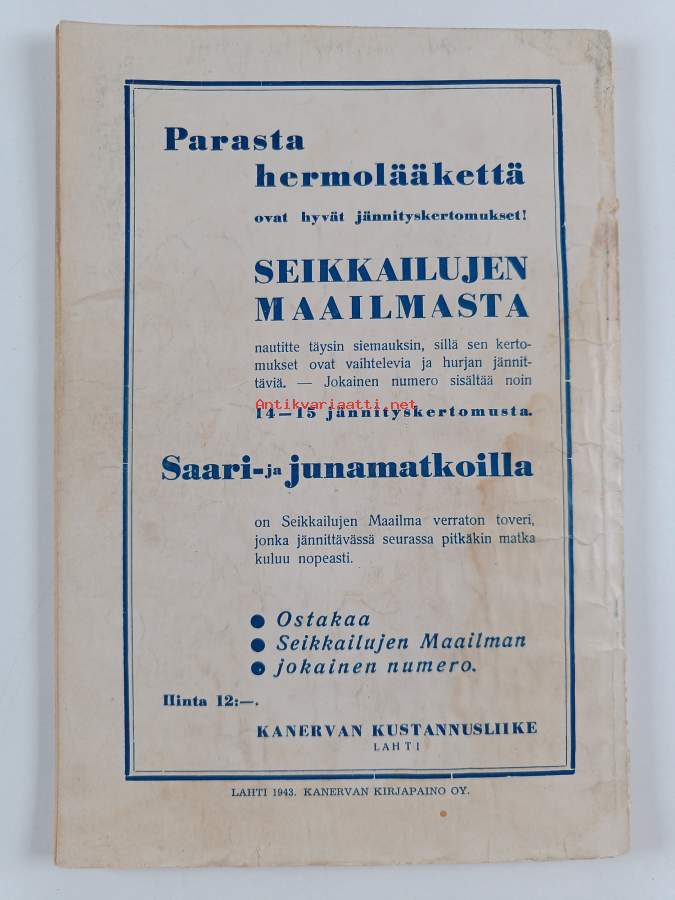 Parasta
hermolääkettä
ovat hyvät jännityskertomukset!
SEIKKAILUJEN
MAAILMASTA
nautitte täysin siemauksin, sillä sen kerto-
mukset ovat vaihtelevia ja hurjan jännit-
täviä. — Jokainen numero sisältää noin
Antikvariaatti.net
14—15 jännityskertomusta.
Saari- ja junamatkoilla
on Seikkailujen Maailma verraton toveri,
jonka jännittävässä seurassa pitkäkin matka
kuluu nopeasti.
● Ostakaa
● Seikkailujen Maailman
● jokainen numero.
Hinta 12:—.
KANERVAN KUSTANNUSLIIKE
LAHTI
LAHTI 1943. KANERVAN KIRJAPAINO OY.